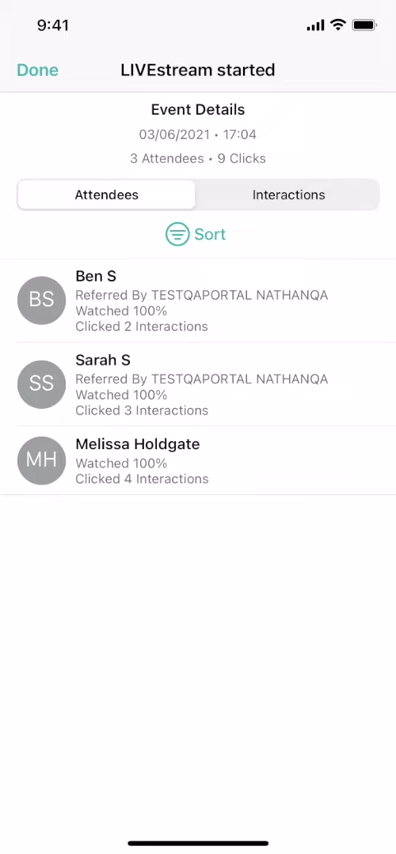 9:41
Done
LIVEstream started
Event Details
03/06/2021 • 17:04
3 Attendees • 9 Clicks
Attendees
Interactions
Sort
BS
Ben S
Referred By TESTQAPORTAL NATHANQA
Watched 100%
Clicked 2 Interactions
SS
Sarah S
Referred By TESTQAPORTAL NATHANQA
Watched 100%
Clicked 3 Interactions
MH
Melissa Holdgate
Watched 100%
Clicked 4 Interactions